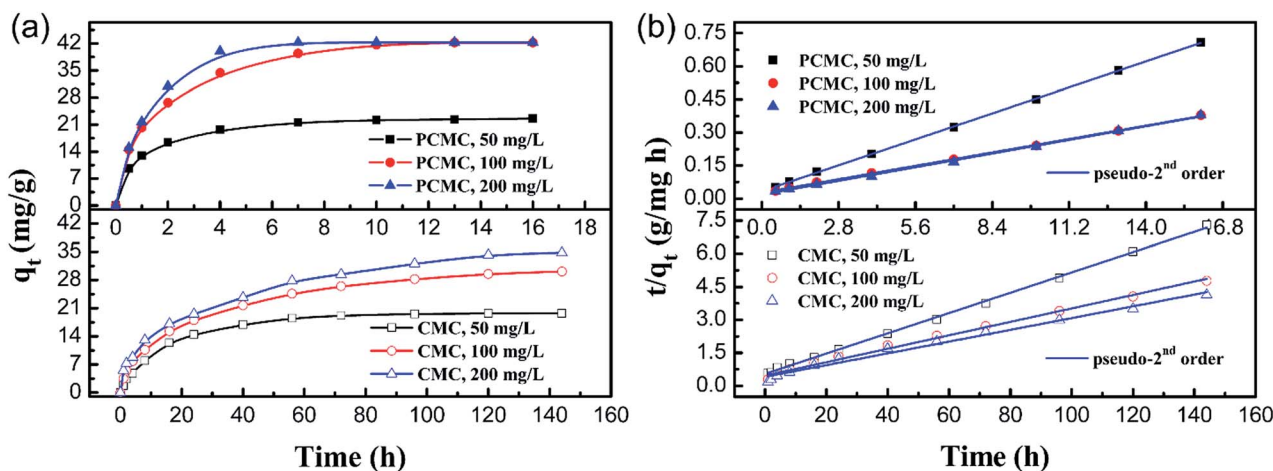 (a)
42
35
28
21
14
7
0
PCMC, 50 mg/L
PCMC, 100 mg/L
PCMC, 200 mg/L
0 2 4 6 8 10 12 14 16 18
42
35
28
21
14
7
0
CMC, 50 mg/L
CMC, 100 mg/L
CMC, 200 mg/L
0 20 40 60 80 100 120 140 160
qt (mg/g)
Time (h)
(b)
0.75
0.60
0.45
0.30
0.15
0.00
PCMC, 50 mg/L
PCMC, 100 mg/L
PCMC, 200 mg/L
pseudo-2nd order
0.0 2.8 5.6 8.4 11.2 14.0 16.8
7.5
6.0
4.5
3.0
1.5
0.0
CMC, 50 mg/L
CMC, 100 mg/L
CMC, 200 mg/L
pseudo-2nd order
0 20 40 60 80 100 120 140 160
t/qt (g/mg h)
Time (h)